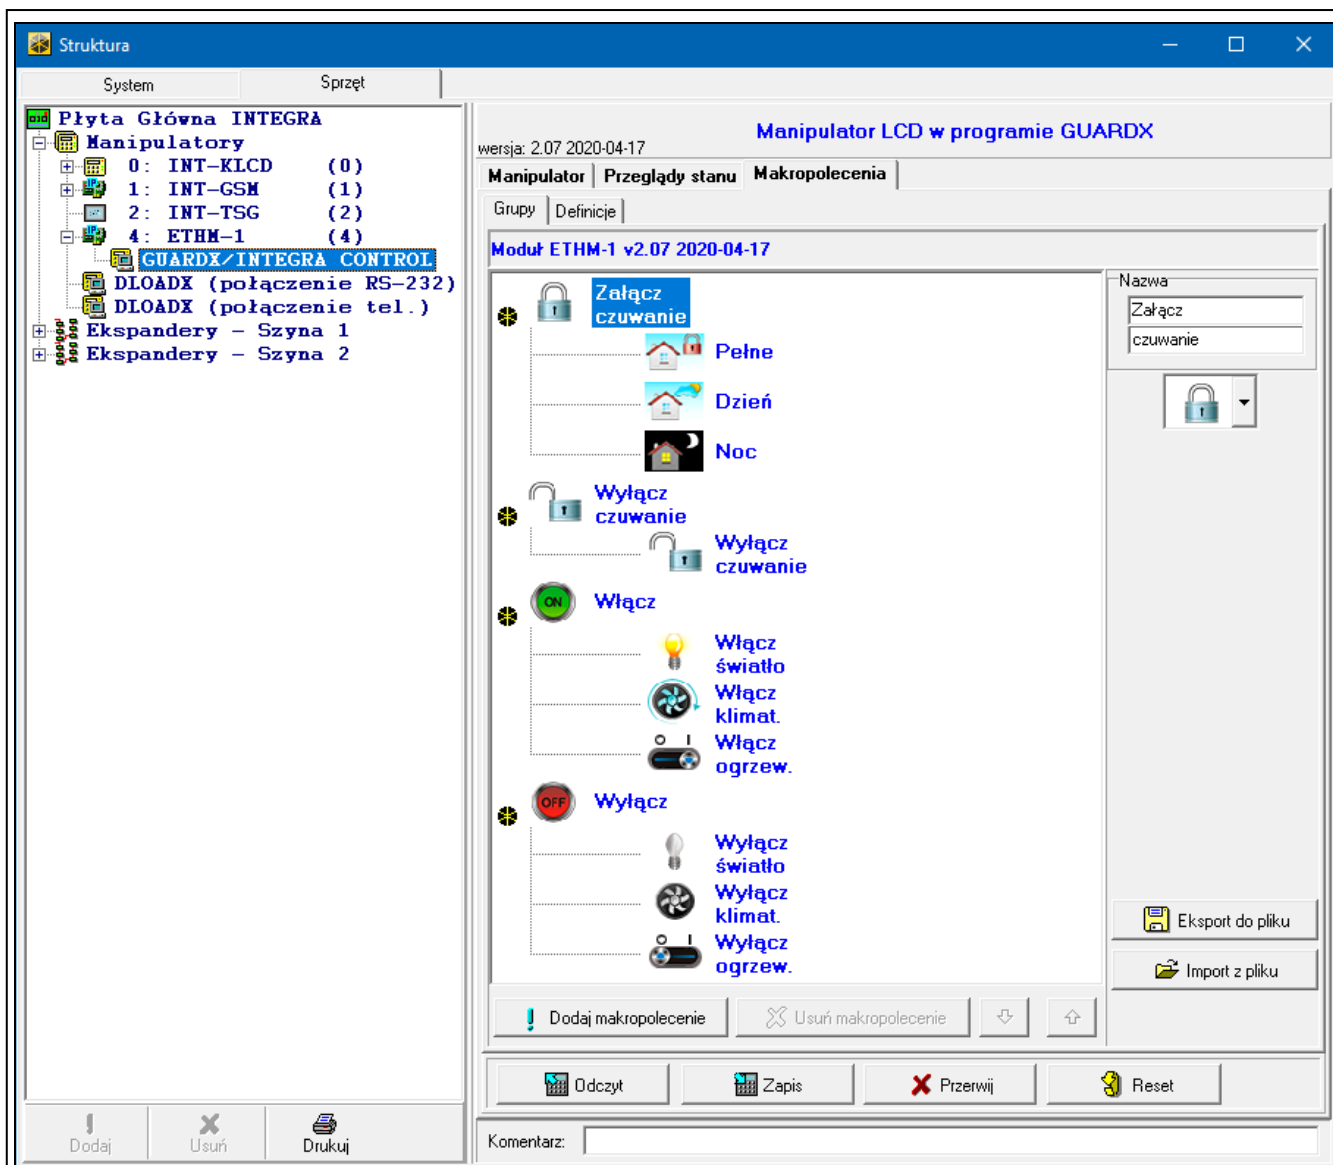 Struktura
System
Sprzęt
Płyta Główna INTEGRA
Manipulatory
0: INT-KLCD (0)
1: INT-GSM (1)
2: INT-TSG (2)
4: ETHM-1 (4)
GUARDX/INTEGRA CONTROL
DLOADX (połączenie RS-232)
DLOADX (połączenie tel.)
Ekspandery - Szyna 1
Ekspandery - Szyna 2
Dodaj
Usuń
Drukuj
Manipulator LCD w programie GUARDX
wersja: 2.07 2020-04-17
Manipulator
Przeglądy stanu
Makropolecenia
Grupy
Definicje
Moduł ETHM-1 v2.07 2020-04-17
Załącz
czuwanie
Pełne
Dzień
Noc
Wyłącz
czuwanie
Wyłącz
czuwanie
ON
Włącz
Włącz
światło
Włącz
klimat.
O I
Włącz
ogrzew.
OFF
Wyłącz
Wyłącz
światło
Wyłącz
klimat.
O I
Wyłącz
ogrzew.
Nazwa
Załącz
czuwanie
Eksport do pliku
Import z pliku
Dodaj makropolecenie
Usuń makropolecenie
Odczyt
Zapis
Przerwij
Reset
Komentarz: